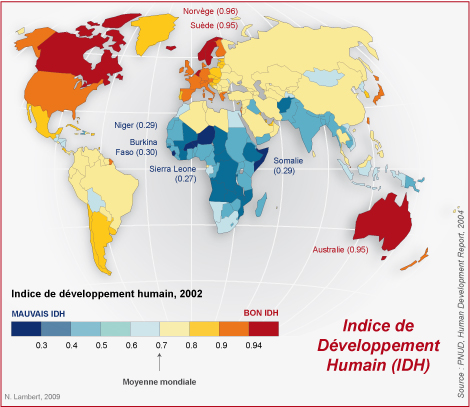 Norvège (0.96)
Suède (0.95)
Niger (0.29)
Burkina
Faso (0.30)
Sierra Leone
(0.27)
Somalie
(0.29)
Australie (0.95)
Indice de développement humain, 2002
MAUVAIS IDH
BON IDH
0.3 0.4 0.5 0.6 0.7 0.8 0.9 0.94
Moyenne mondiale
Indice de
Développement
Humain (IDH)
N. Lambert, 2009
Source : PNUD, Human Development Report, 2004"